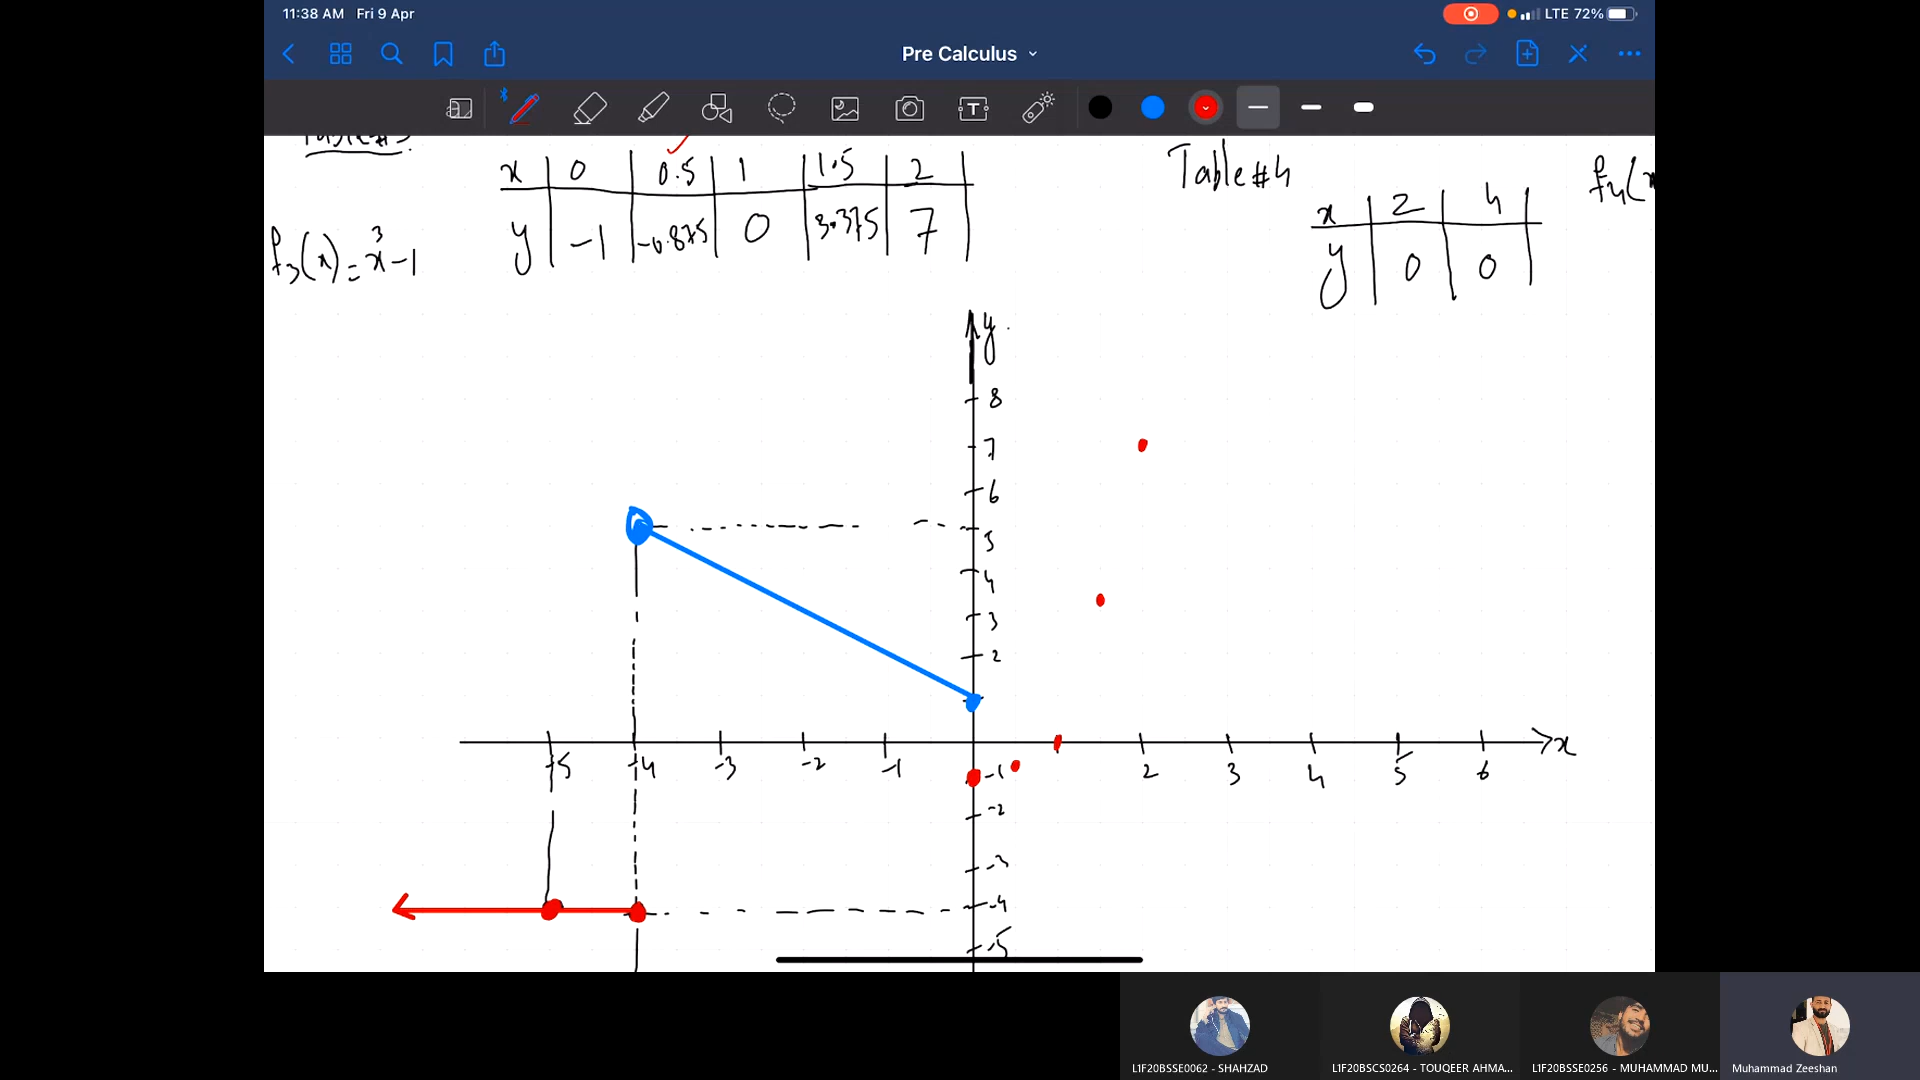 11:38 AM Fri 9 Apr
LTE 72%
Pre Calculus
T
x 0 0.5 1 1.5 2
y -1 -0.875 0 3.375 7
f₃(x) = x³-1
Table#4
x 2 4
y 0 0
y
8
7
6
5
4
3
2
-5 -4 -3 -2 -1 2 3 4 5 6 x
-1
-2
-3
-4
-5
L1F20BSSE0062 - SHAHZAD
L1F20BSCS0264 - TOUQEER AHMA...
L1F20BSSE0256 - MUHAMMAD MU...
Muhammad Zeeshan